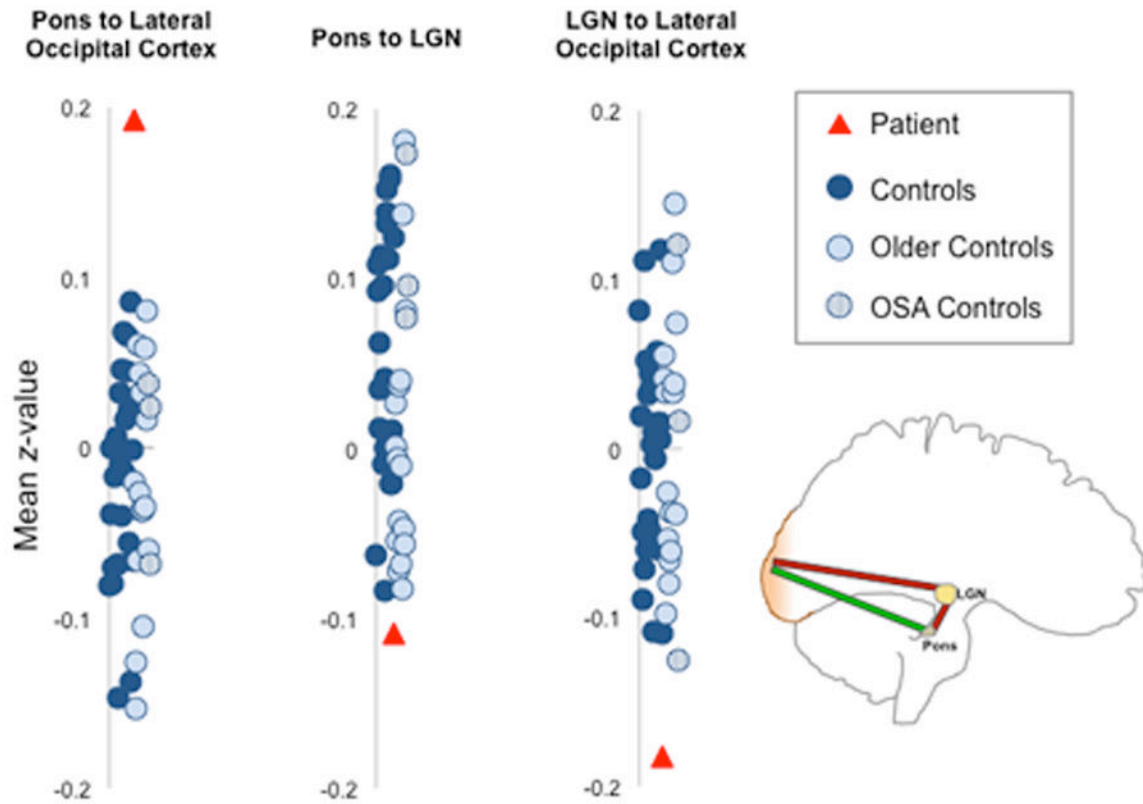 Pons to Lateral
Occipital Cortex
Pons to LGN
LGN to Lateral
Occipital Cortex
Mean z-value
0.2
0.1
0
-0.1
-0.2
0.2
0.1
0
-0.1
-0.2
0.2
0.1
0
-0.1
-0.2
Patient
Controls
Older Controls
OSA Controls
LGN
Pons